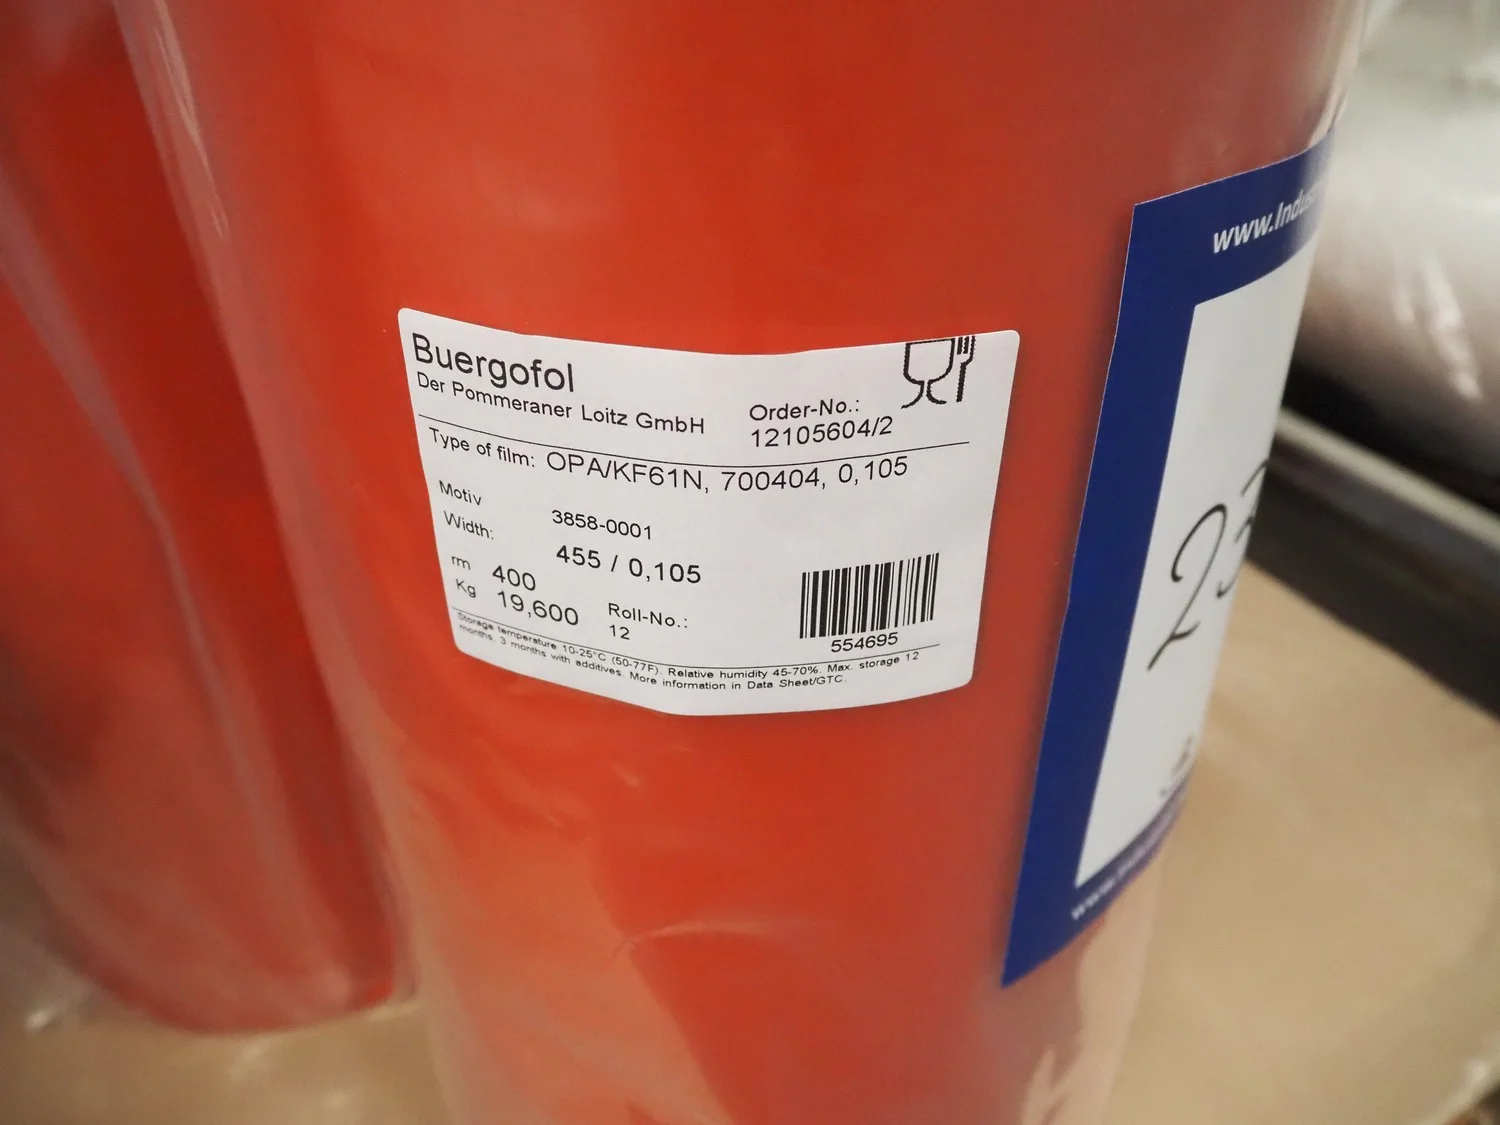 Buergofol
Der Pommeraner Loitz GmbH
Order-No.:
12105604/2
Type of film: OPA/KF61N, 700404, 0,105
Motiv
3858-0001
Width:
455 / 0,105
rm 400
Kg 19,600
Roll-No.:
12
554695
Storage temperature 10-25°C (50-77F). Relative humidity 45-70%. Max. storage 12
months. 3 months with additives. More information in Data Sheet/GTC.
www.Indus
23